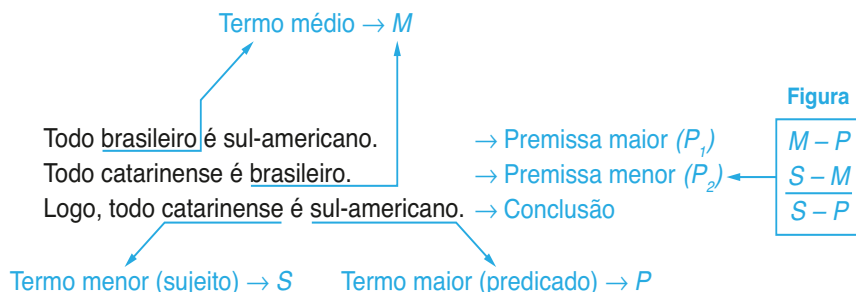 Termo médio → M
Figura
Todo brasileiro é sul-americano. → Premissa maior (P₁) M – P
Todo catarinense é brasileiro. → Premissa menor (P₂) S – M
Logo, todo catarinense é sul-americano. → Conclusão S – P
Termo menor (sujeito) → S Termo maior (predicado) → P